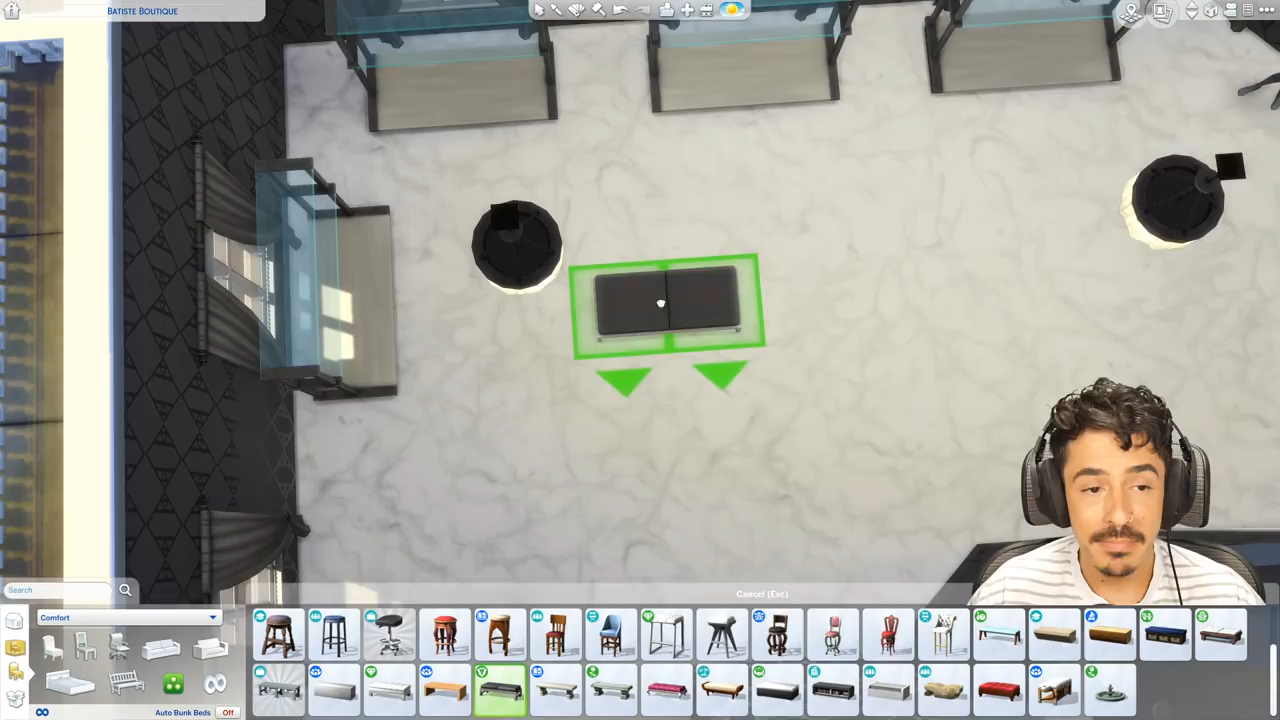 BATISTE BOUTIQUE
Cancel (Esc)
Search
Comfort
Auto Bunk Beds Off